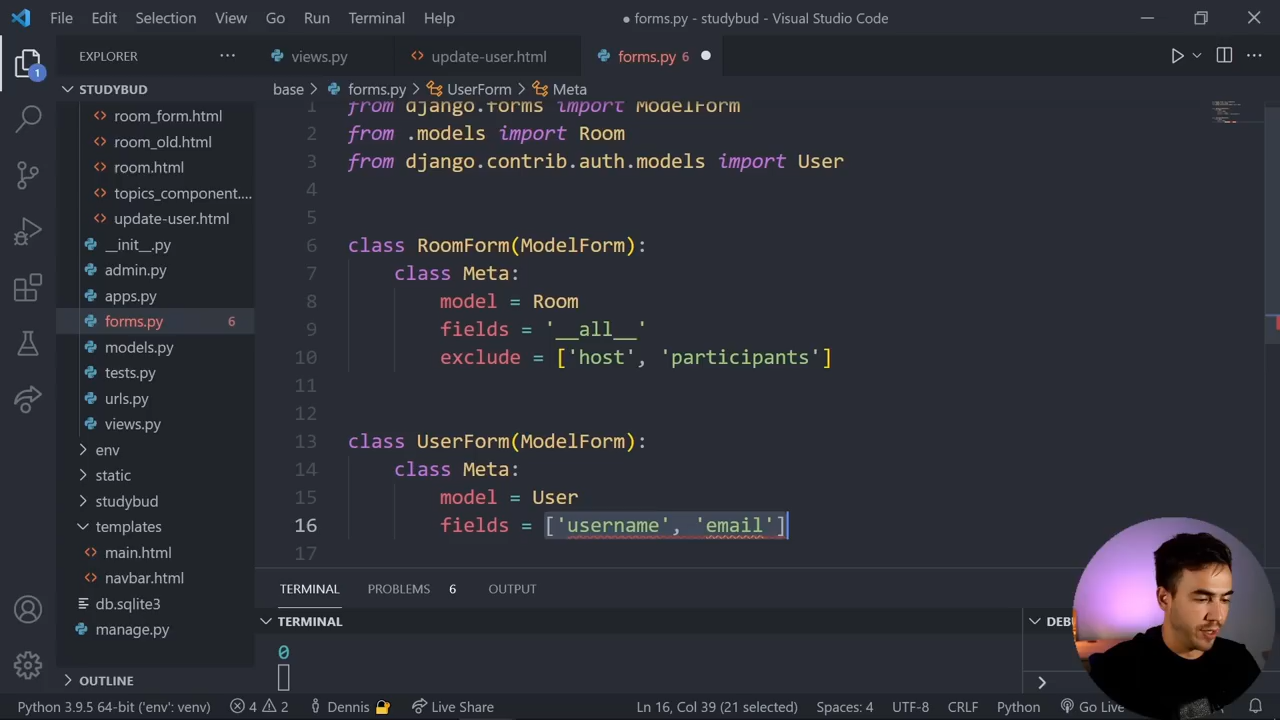 File Edit Selection View Go Run Terminal Help ● forms.py - studybud - Visual Studio Code
EXPLORER ··· views.py update-user.html forms.py 6 ●
1
STUDYBUD
base > forms.py > UserForm > Meta
room_form.html
room_old.html
room.html
topics_component....
update-user.html
__init__.py
admin.py
apps.py
forms.py 6
models.py
tests.py
urls.py
views.py
env
static
studybud
templates
main.html
navbar.html
db.sqlite3
manage.py
OUTLINE
1 from django.forms import ModelForm
2 from .models import Room
3 from django.contrib.auth.models import User
4
5
6 class RoomForm(ModelForm):
7 class Meta:
8 model = Room
9 fields = '__all__'
10 exclude = ['host', 'participants']
11
12
13 class UserForm(ModelForm):
14 class Meta:
15 model = User
16 fields = ['username', 'email']
17
TERMINAL PROBLEMS 6 OUTPUT
TERMINAL
DEBU
0
Python 3.9.5 64-bit ('env': venv) 4 2 Dennis Live Share Ln 16, Col 39 (21 selected) Spaces: 4 UTF-8 CRLF Python Go Live